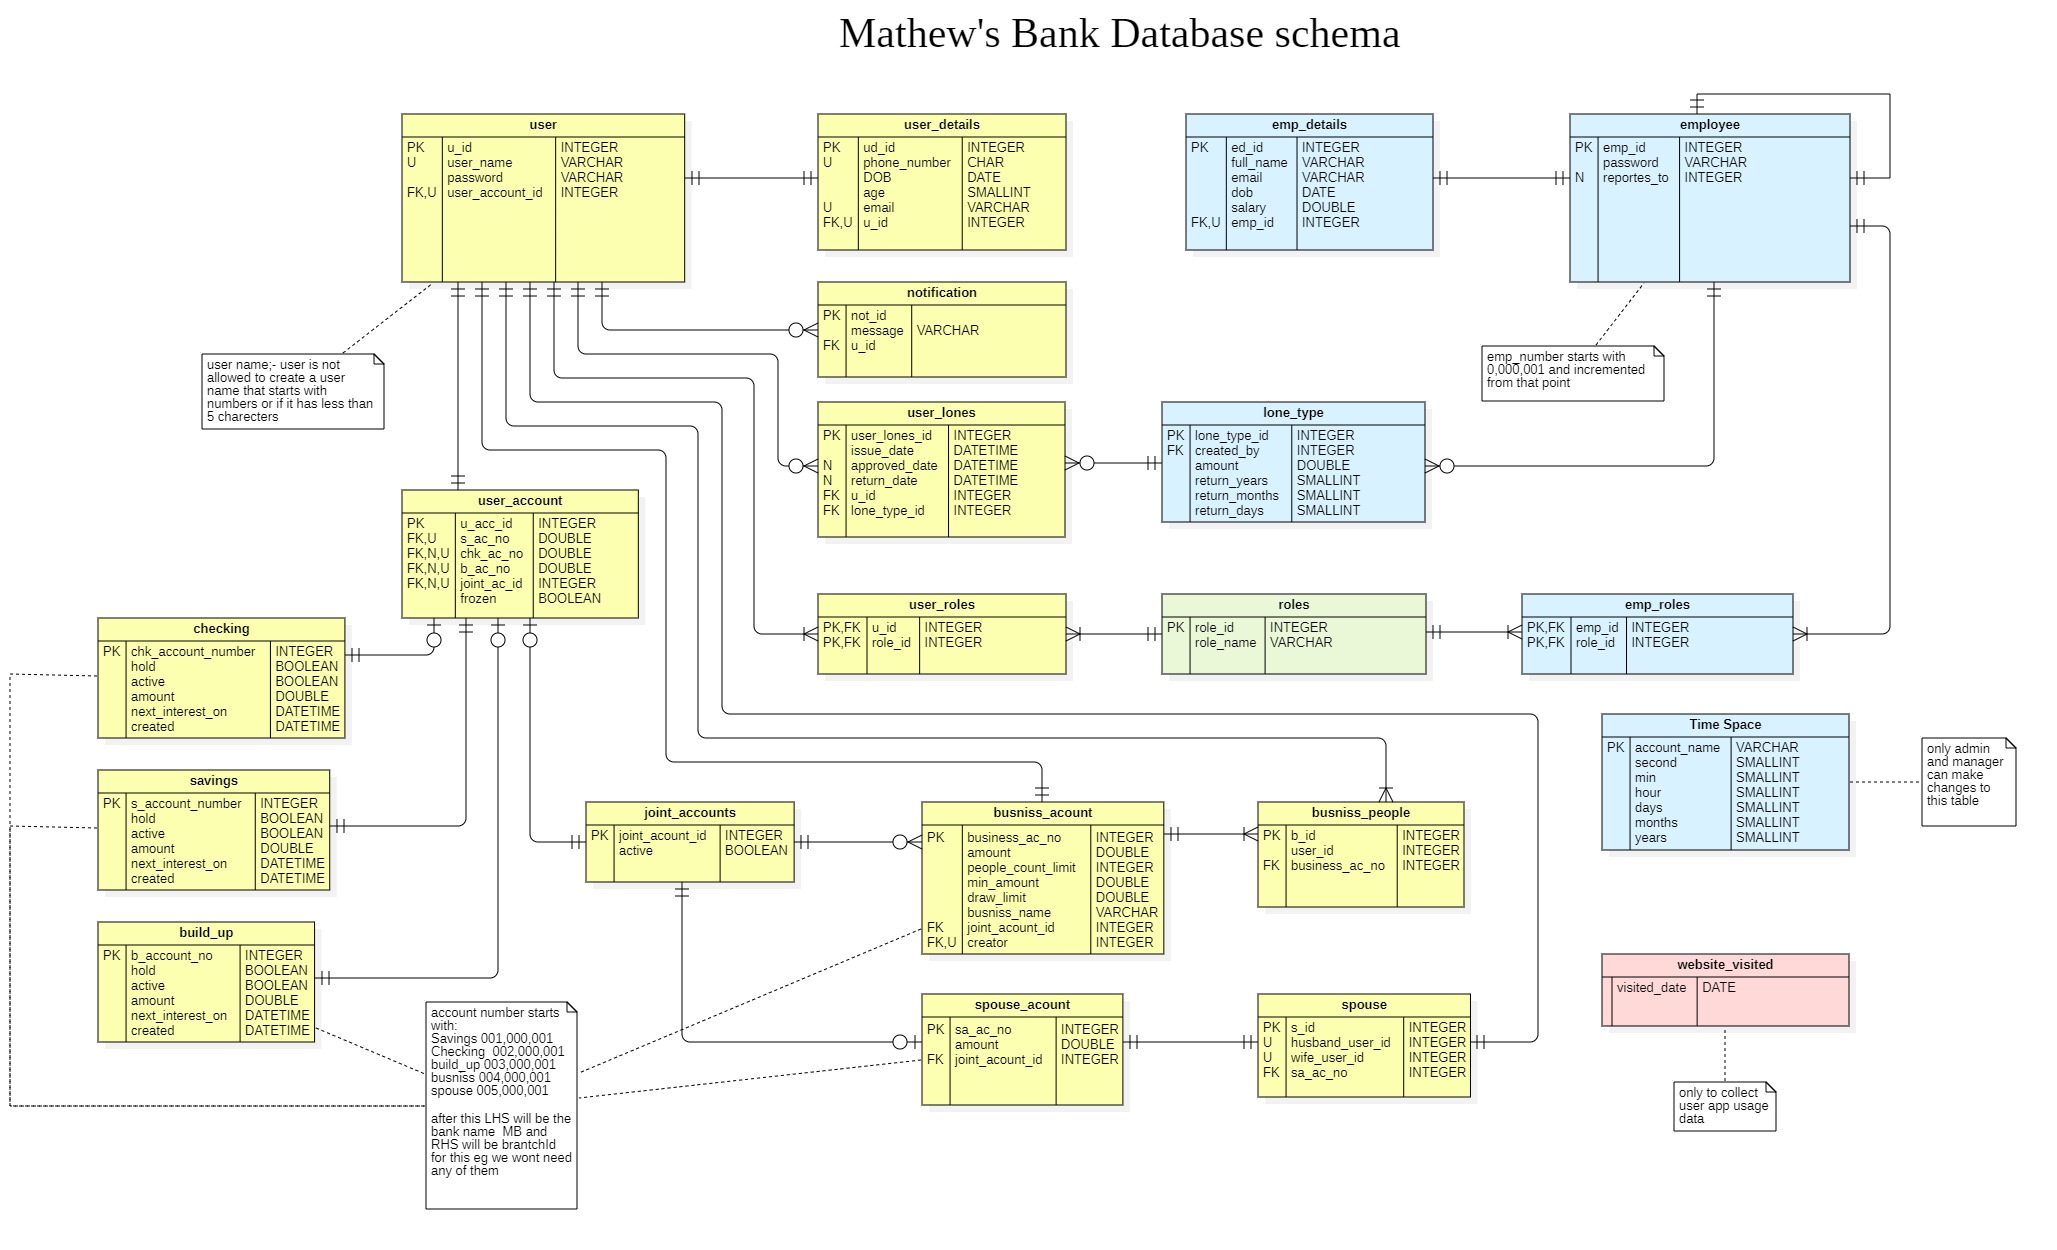 Mathew's Bank Database schema
user
PK u_id INTEGER
U user_name VARCHAR
password VARCHAR
FK,U user_account_id INTEGER
user_details
PK ud_id INTEGER
U phone_number CHAR
DOB DATE
age SMALLINT
U email VARCHAR
FK,U u_id INTEGER
emp_details
PK ed_id INTEGER
full_name VARCHAR
email VARCHAR
dob DATE
salary DOUBLE
FK,U emp_id INTEGER
employee
PK emp_id INTEGER
password VARCHAR
N reportes_to INTEGER
notification
PK not_id
message VARCHAR
FK u_id
user name;- user is not
allowed to create a user
name that starts with
numbers or if it has less than
5 charecters
emp_number starts with
0,000,001 and incremented
from that point
user_lones
PK user_lones_id INTEGER
issue_date DATETIME
N approved_date DATETIME
N return_date DATETIME
FK u_id INTEGER
FK lone_type_id INTEGER
lone_type
PK lone_type_id INTEGER
FK created_by INTEGER
amount DOUBLE
return_years SMALLINT
return_months SMALLINT
return_days SMALLINT
user_account
PK u_acc_id INTEGER
FK,U s_ac_no DOUBLE
FK,N,U chk_ac_no DOUBLE
FK,N,U b_ac_no DOUBLE
FK,N,U joint_ac_id INTEGER
frozen BOOLEAN
user_roles
PK,FK u_id INTEGER
PK,FK role_id INTEGER
roles
PK role_id INTEGER
role_name VARCHAR
emp_roles
PK,FK emp_id INTEGER
PK,FK role_id INTEGER
checking
PK chk_account_number INTEGER
hold BOOLEAN
active BOOLEAN
amount DOUBLE
next_interest_on DATETIME
created DATETIME
Time Space
PK account_name VARCHAR
second SMALLINT
min SMALLINT
hour SMALLINT
days SMALLINT
months SMALLINT
years SMALLINT
only admin
and manager
can make
changes to
this table
savings
PK s_account_number INTEGER
hold BOOLEAN
active BOOLEAN
amount DOUBLE
next_interest_on DATETIME
created DATETIME
joint_accounts
PK joint_acount_id INTEGER
active BOOLEAN
busniss_acount
PK business_ac_no INTEGER
amount DOUBLE
people_count_limit INTEGER
min_amount DOUBLE
draw_limit DOUBLE
busniss_name VARCHAR
FK joint_acount_id INTEGER
FK,U creator INTEGER
busniss_people
PK b_id INTEGER
user_id INTEGER
FK business_ac_no INTEGER
build_up
PK b_account_no INTEGER
hold BOOLEAN
active BOOLEAN
amount DOUBLE
next_interest_on DATETIME
created DATETIME
website_visited
visited_date DATE
account number starts
with:
Savings 001,000,001
Checking 002,000,001
build_up 003,000,001
busniss 004,000,001
spouse 005,000,001
after this LHS will be the
bank name MB and
RHS will be brantchId
for this eg we wont need
any of them
spouse_acount
PK sa_ac_no INTEGER
amount DOUBLE
FK joint_acount_id INTEGER
spouse
PK s_id INTEGER
U husband_user_id INTEGER
U wife_user_id INTEGER
FK sa_ac_no INTEGER
only to collect
user app usage
data